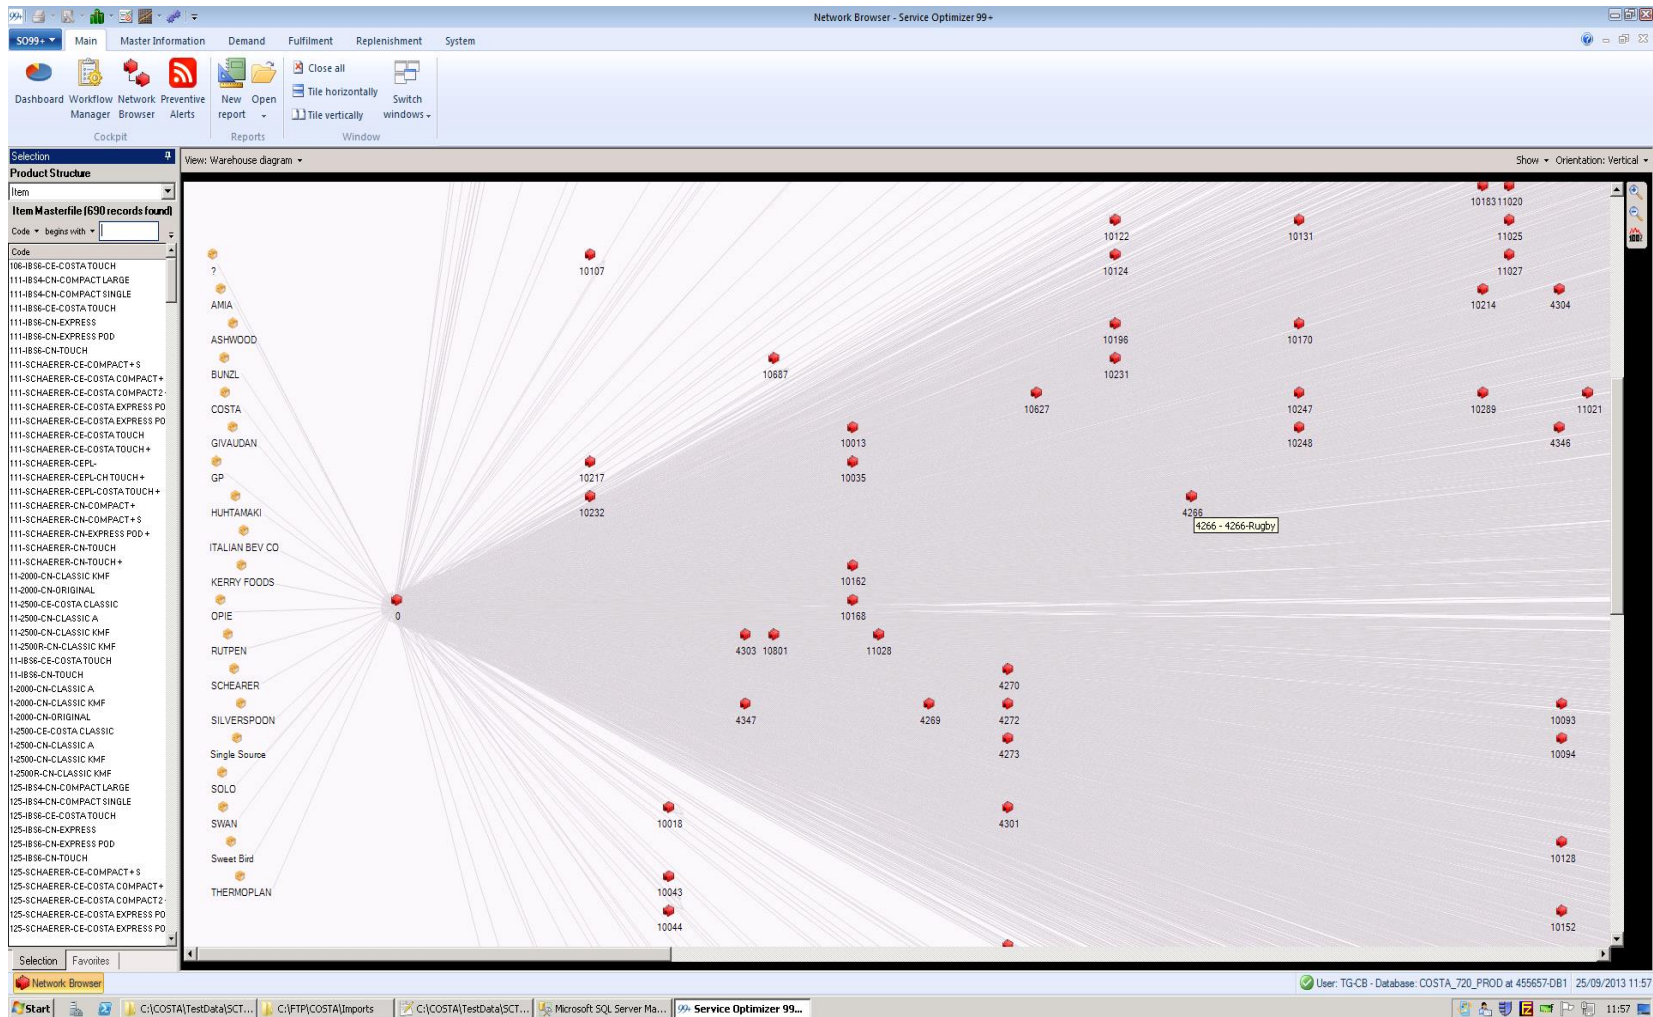 99+
Network Browser - Service Optimizer 99+
SO99+ Main Master Information Demand Fulfilment Replenishment System
Dashboard Workflow Manager Network Browser Preventive Alerts
Cockpit
New report Open
Reports
Close all
Tile horizontally
Tile vertically
Switch windows
Window
Selection
Product Structure
Item
Item Masterfile (690 records found)
Code begins with
Code
106-IBS6-CE-COSTA TOUCH
111-IBS4-CN-COMPACT LARGE
111-IBS4-CN-COMPACT SINGLE
111-IBS6-CE-COSTA TOUCH
111-IBS6-CN-EXPRESS
111-IBS6-CN-EXPRESS POD
111-IBS6-CN-TOUCH
111-SCHAERER-CE-COMPACT+ S
111-SCHAERER-CE-COSTA COMPACT+
111-SCHAERER-CE-COSTA COMPACT2
111-SCHAERER-CE-COSTA EXPRESS PO
111-SCHAERER-CE-COSTA EXPRESS PO
111-SCHAERER-CE-COSTA TOUCH
111-SCHAERER-CE-COSTA TOUCH+
111-SCHAERER-CEPL-
111-SCHAERER-CEPL-CH TOUCH+
111-SCHAERER-CEPL-COSTA TOUCH+
111-SCHAERER-CN-COMPACT+
111-SCHAERER-CN-COMPACT+ S
111-SCHAERER-CN-EXPRESS POD +
111-SCHAERER-CN-TOUCH
111-SCHAERER-CN-TOUCH+
11-2000-CN-CLASSIC KMF
11-2000-CN-ORIGINAL
11-2500-CE-COSTA CLASSIC
11-2500-CN-CLASSIC A
11-2500-CN-CLASSIC KMF
11-2500R-CN-CLASSIC KMF
11-IBS6-CE-COSTA TOUCH
11-IBS6-CN-TOUCH
1-2000-CN-CLASSIC A
1-2000-CN-CLASSIC KMF
1-2000-CN-ORIGINAL
1-2500-CE-COSTA CLASSIC
1-2500-CN-CLASSIC A
1-2500-CN-CLASSIC KMF
1-2500R-CN-CLASSIC KMF
125-IBS4-CN-COMPACT LARGE
125-IBS4-CN-COMPACT SINGLE
125-IBS6-CE-COSTA TOUCH
125-IBS6-CN-EXPRESS
125-IBS6-CN-EXPRESS POD
125-IBS6-CN-TOUCH
125-SCHAERER-CE-COMPACT+ S
125-SCHAERER-CE-COSTA COMPACT+
125-SCHAERER-CE-COSTA COMPACT2
125-SCHAERER-CE-COSTA EXPRESS PO
125-SCHAERER-CE-COSTA EXPRESS PO
Selection Favorites
View: Warehouse diagram Show Orientation: Vertical
10183 11020
10122 10131 11025
? 10107 10124 11027
AMIA 10214 4304
ASHWOOD 10196 10170
BUNZL 10687 10231
COSTA 10627 10247 10289 11021
GIVAUDAN 10013 10248 4346
GP 10217 10035
HUHTAMAKI 10232 4266
4266 - 4266-Rugby
ITALIAN BEV CO
KERRY FOODS 10162
OPIE 0 10168
RUTPEN 4303 10801 11028
SCHEARER 4270
SILVERSPOON 4347 4269 4272 10093
Single Source 4273 10094
SOLO
SWAN 10018 4301
Sweet Bird 10128
THERMOPLAN 10043
10044 10152
Network Browser User: TG-CB - Database: COSTA_720_PROD at 455657-DB1 25/09/2013 11:57
Start C:\COSTA\TestData\SCT... C:\FTP\COSTA\Imports C:\COSTA\TestData\SCT... Microsoft SQL Server Ma... 99+ Service Optimizer 99... 11:57